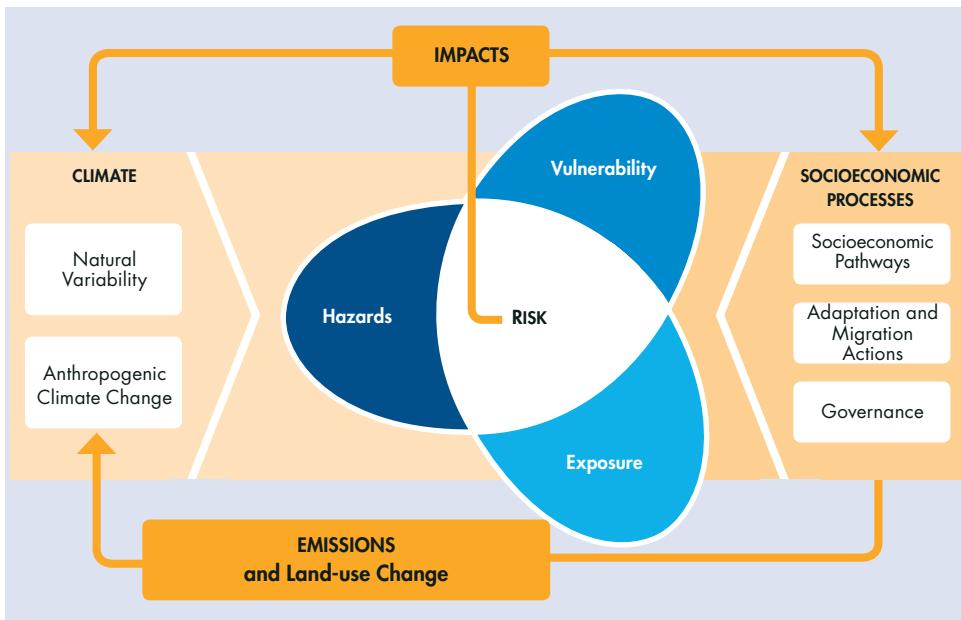 IMPACTS
CLIMATE
Natural
Variability
Anthropogenic
Climate Change
Vulnerability
Hazards
RISK
Exposure
SOCIOECONOMIC
PROCESSES
Socioeconomic
Pathways
Adaptation and
Migration
Actions
Governance
EMISSIONS
and Land-use Change